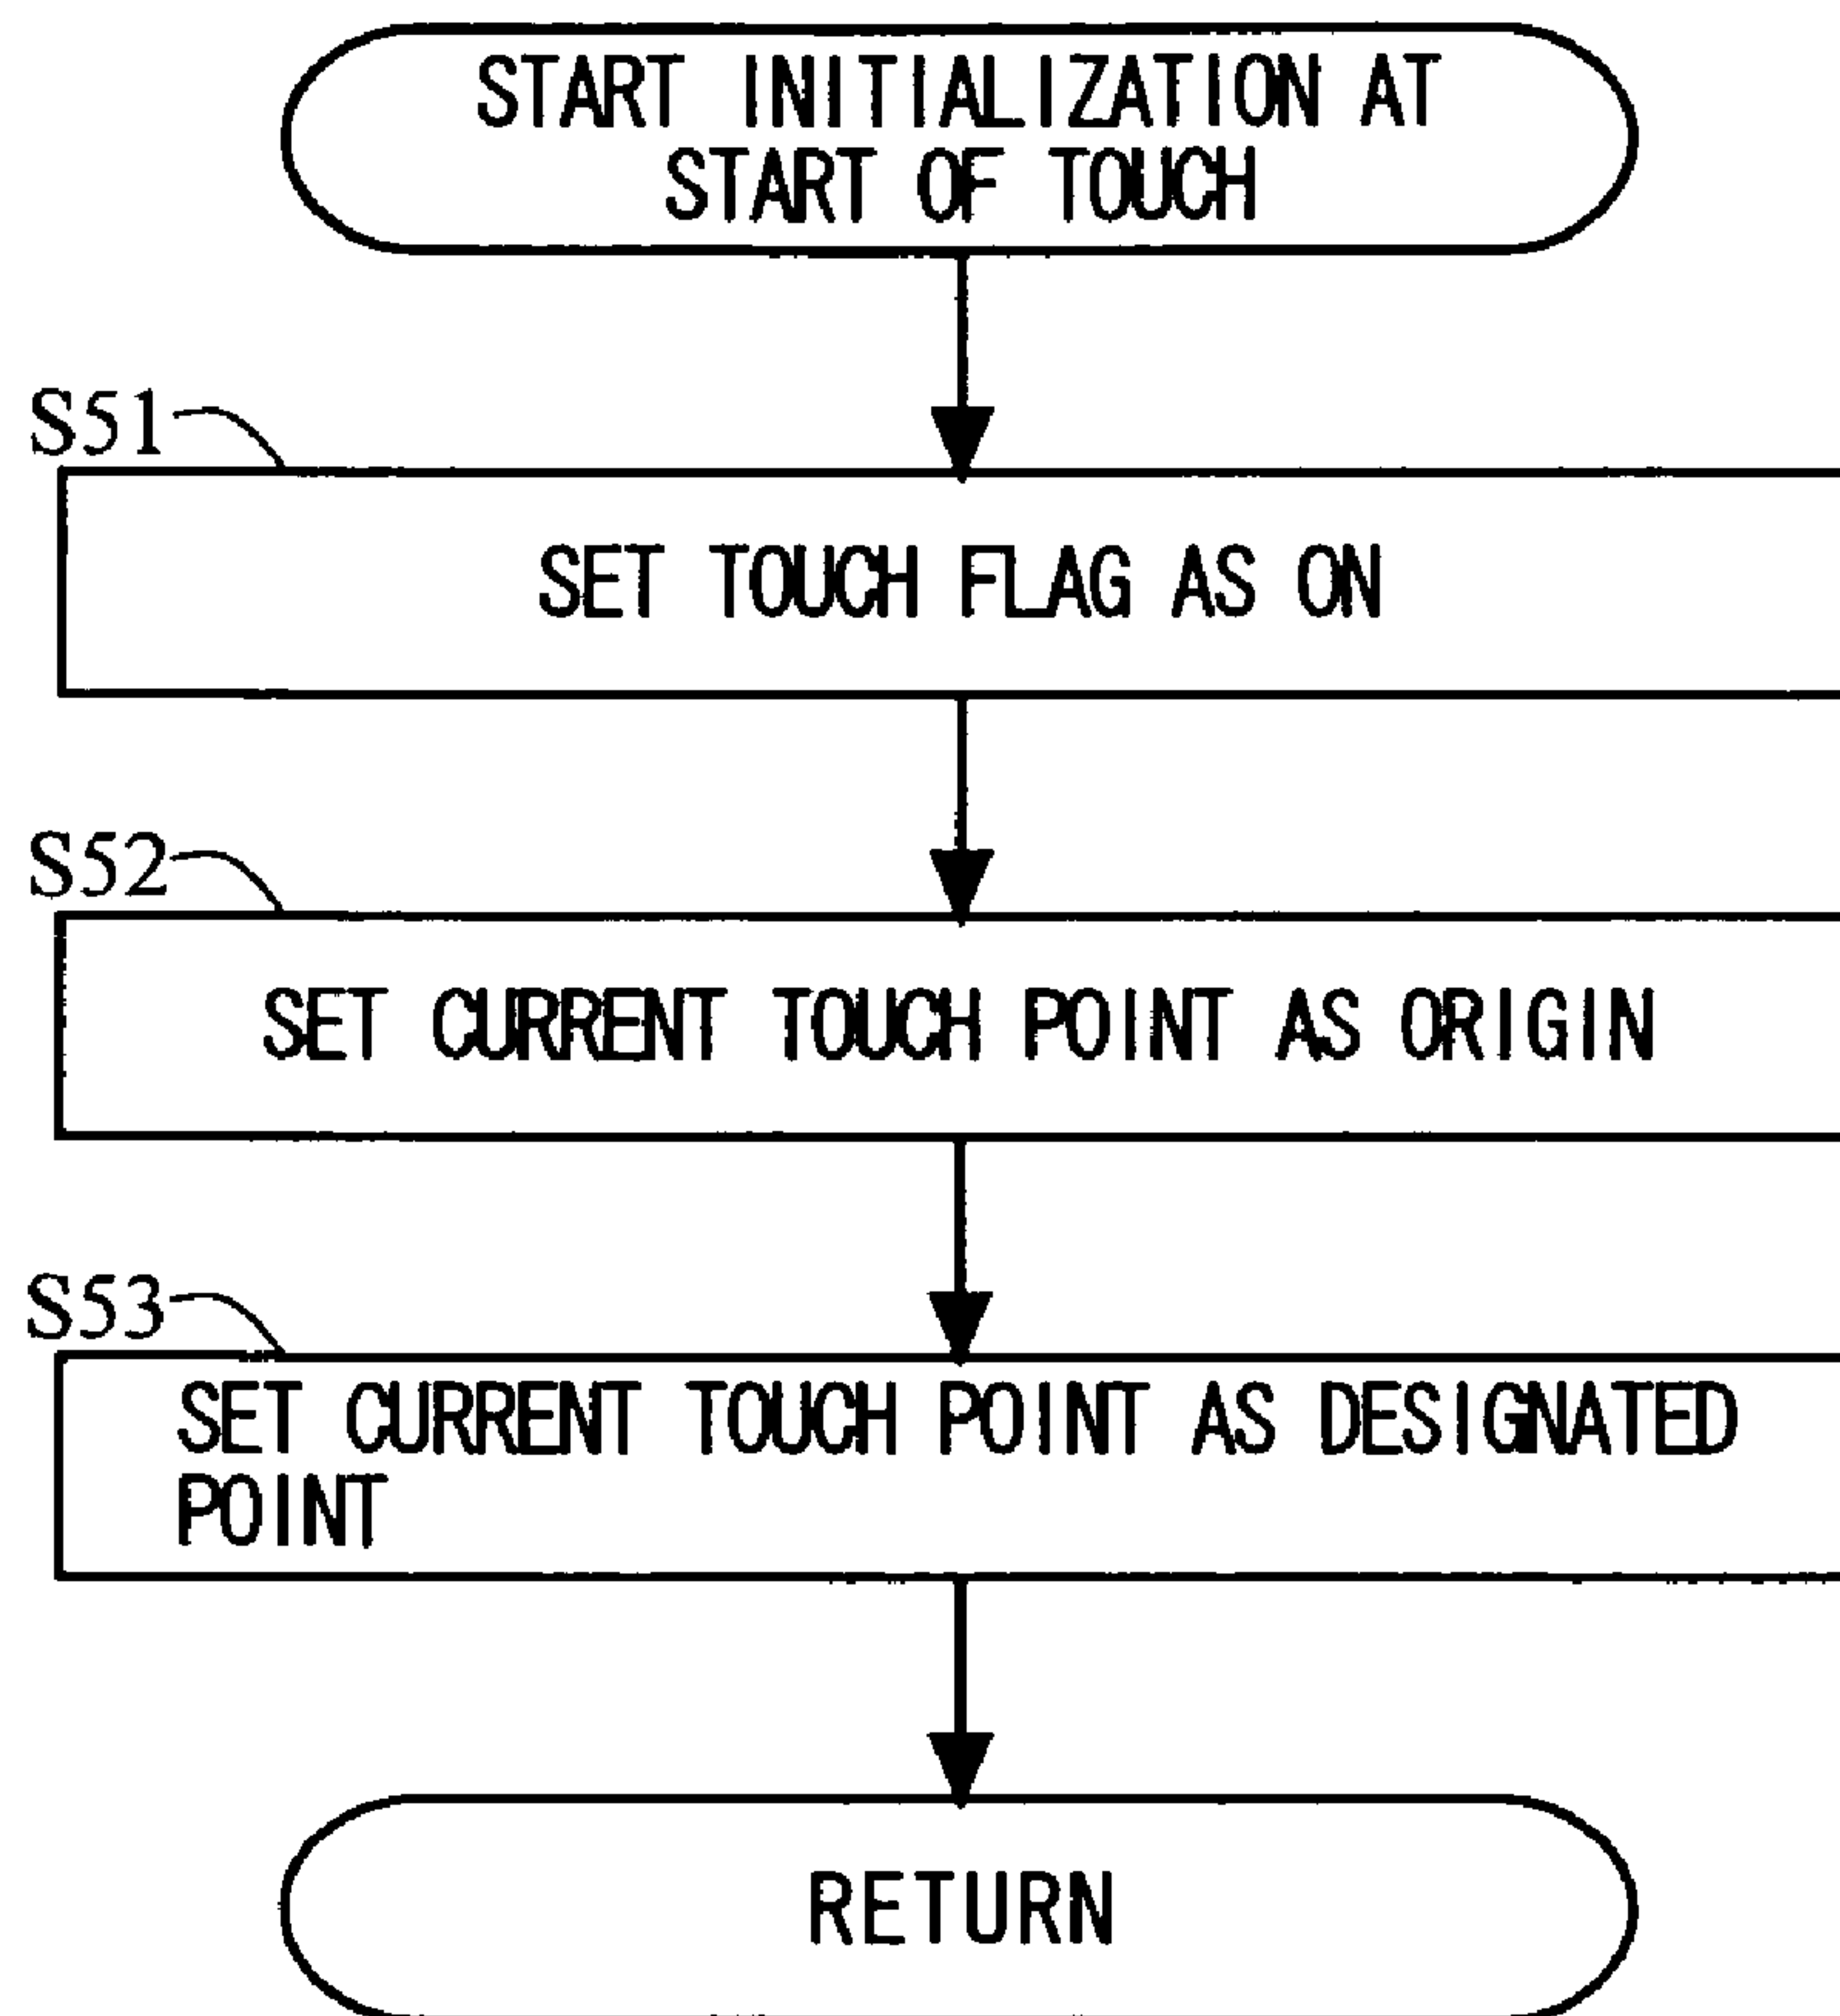 START INITIALIZATION AT
START OF TOUCH
S51
SET TOUCH FLAG AS ON
S52
SET CURRENT TOUCH POINT AS ORIGIN
S53
SET CURRENT TOUCH POINT AS DESIGNATED
POINT
RETURN